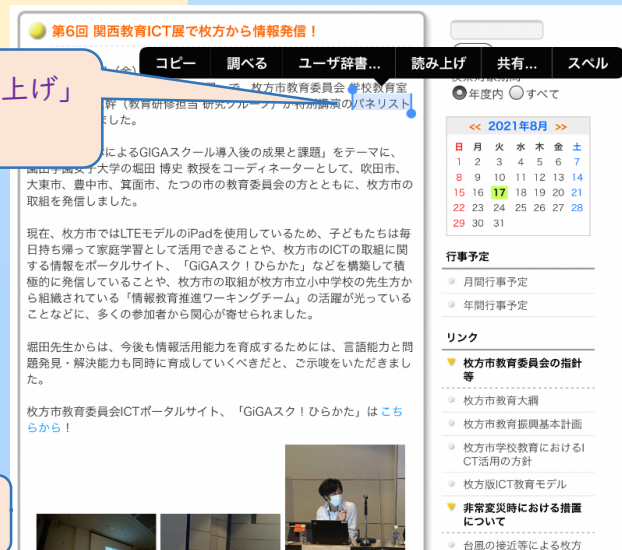 第6回 関西教育ICT展で枚方から情報発信！
(金)
コピー 調べる ユーザ辞書... 読み上げ 共有... スペル
上げ」
で、枚方市教育委員会 学校教育室
幹（教育研修担当 研究グループ）が特別講演のパネリスト
ました。
によるGIGAスクール導入後の成果と課題」をテーマに、
園田学園女子大学の堀田 博史 教授をコーディネーターとして、吹田市、
大東市、豊中市、箕面市、たつの市の教育委員会の方とともに、枚方市の
取組を発信しました。
現在、枚方市ではLTEモデルのiPadを使用しているため、子どもたちは毎
日持ち帰って家庭学習として活用できることや、枚方市のICTの取組に関
する情報をポータルサイト、「GiGAスク！ひらかた」などを構築して積
極的に発信していることや、枚方市の取組が枚方市立小中学校の先生方か
ら組織されている「情報教育推進ワーキングチーム」の活躍が光っている
ことなどに、多くの参加者から関心が寄せられました。
堀田先生からは、今後も情報活用能力を育成するためには、言語能力と問
題発見・解決能力も同時に育成していくべきだと、ご示唆をいただきまし
た。
枚方市教育委員会ICTポータルサイト、「GiGAスク！ひらかた」は こち
らから！
年度内 すべて
<< 2021年8月 >>
日 月 火 水 木 金 土
1 2 3 4 5 6 7
8 9 10 11 12 13 14
15 16 17 18 19 20 21
22 23 24 25 26 27 28
29 30 31
行事予定
月間行事予定
年間行事予定
リンク
枚方市教育委員会の指針
等
枚方市教育大綱
枚方市教育振興基本計画
枚方市学校教育におけるI
CT活用の方針
枚方版ICT教育モデル
非常変災時における措置
について
台風の接近等による枚方